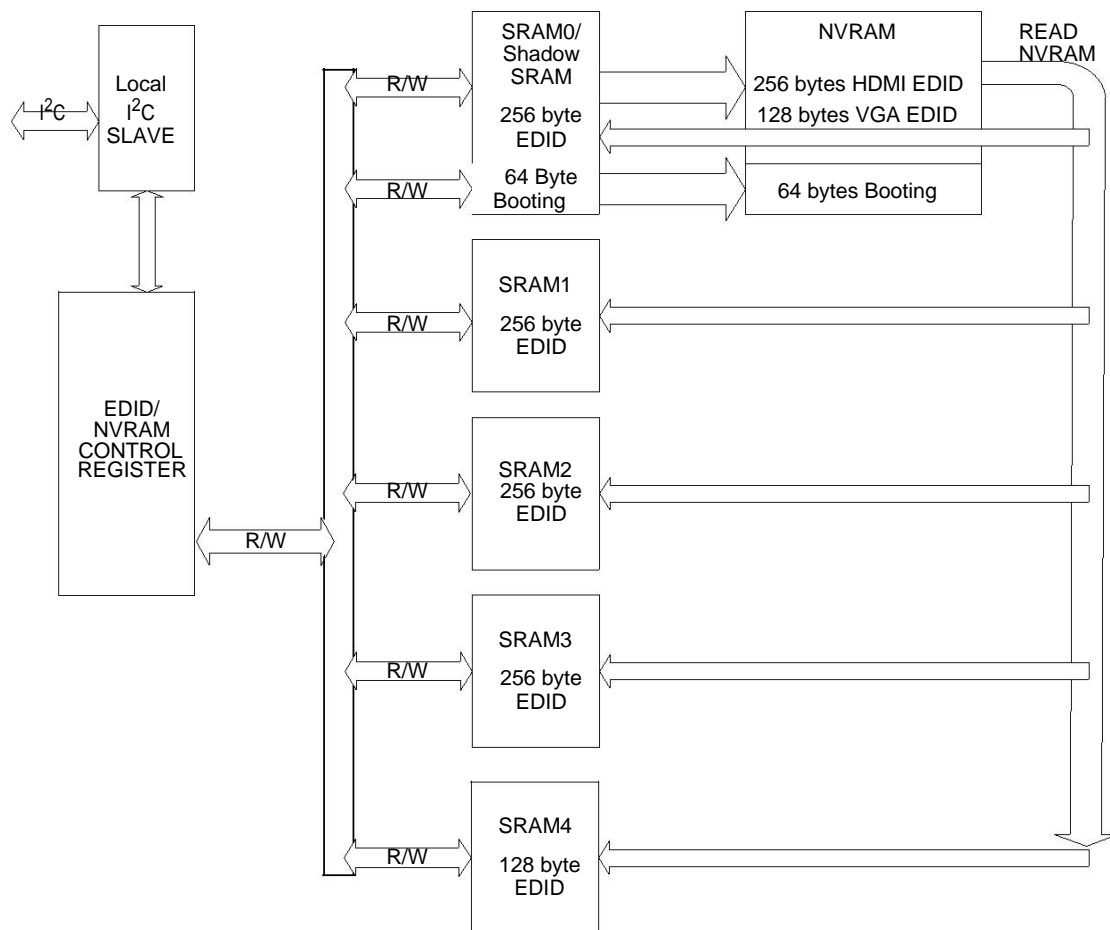 Local
I²C
SLAVE
I²C
EDID/
NVRAM
CONTROL
REGISTER
R/W
R/W
SRAM0/
Shadow
SRAM
256 byte
EDID
R/W
64 Byte
Booting
NVRAM
256 bytes HDMI EDID
128 bytes VGA EDID
64 bytes Booting
READ
NVRAM
R/W
SRAM1
256 byte
EDID
R/W
SRAM2
256 byte
EDID
R/W
SRAM3
256 byte
EDID
R/W
SRAM4
128 byte
EDID